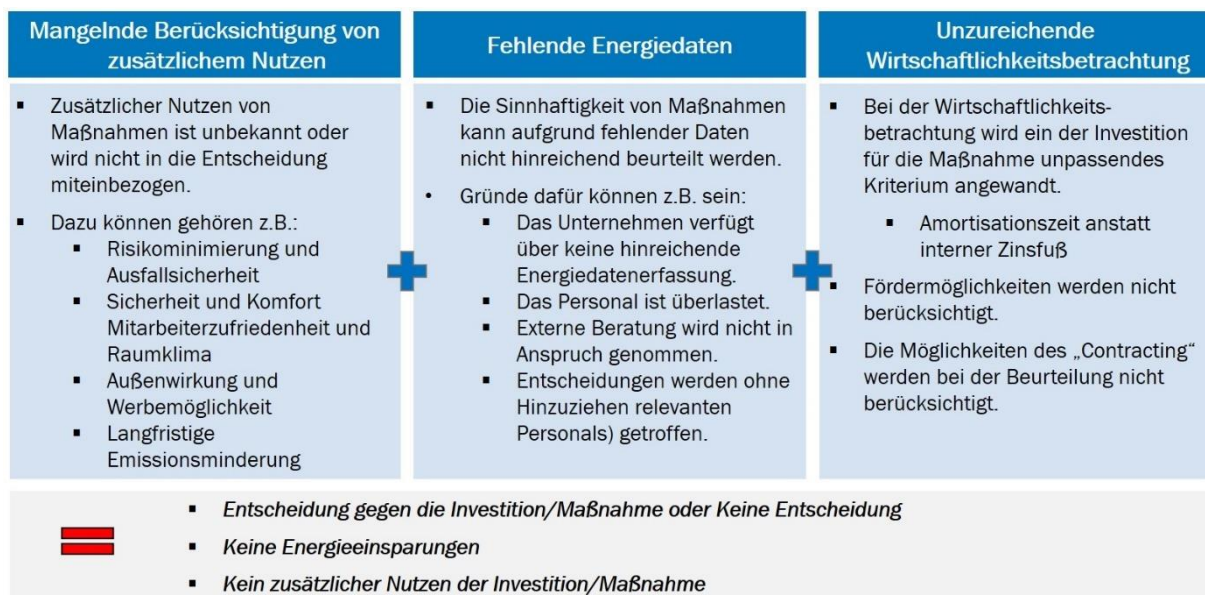 Mangelnde Berücksichtigung von
zusätzlichem Nutzen
▪ Zusätzlicher Nutzen von
Maßnahmen ist unbekannt oder
wird nicht in die Entscheidung
miteinbezogen.
▪ Dazu können gehören z.B.:
▪ Risikominimierung und
Ausfallsicherheit
▪ Sicherheit und Komfort
Mitarbeiterzufriedenheit und
Raumklima
▪ Außenwirkung und
Werbemöglichkeit
▪ Langfristige
Emissionsminderung
Fehlende Energiedaten
▪ Die Sinnhaftigkeit von Maßnahmen
kann aufgrund fehlender Daten
nicht hinreichend beurteilt werden.
• Gründe dafür können z.B. sein:
▪ Das Unternehmen verfügt
über keine hinreichende
Energiedatenerfassung.
▪ Das Personal ist überlastet.
▪ Externe Beratung wird nicht in
Anspruch genommen.
▪ Entscheidungen werden ohne
Hinzuziehen relevanten
Personals) getroffen.
Unzureichende
Wirtschaftlichkeitsbetrachtung
▪ Bei der Wirtschaftlichkeits-
betrachtung wird ein der Investition
für die Maßnahme unpassendes
Kriterium angewandt.
▪ Amortisationszeit anstatt
interner Zinsfuß
▪ Fördermöglichkeiten werden nicht
berücksichtigt.
▪ Die Möglichkeiten des „Contracting“
werden bei der Beurteilung nicht
berücksichtigt.
▪ Entscheidung gegen die Investition/Maßnahme oder Keine Entscheidung
▪ Keine Energieeinsparungen
▪ Kein zusätzlicher Nutzen der Investition/Maßnahme